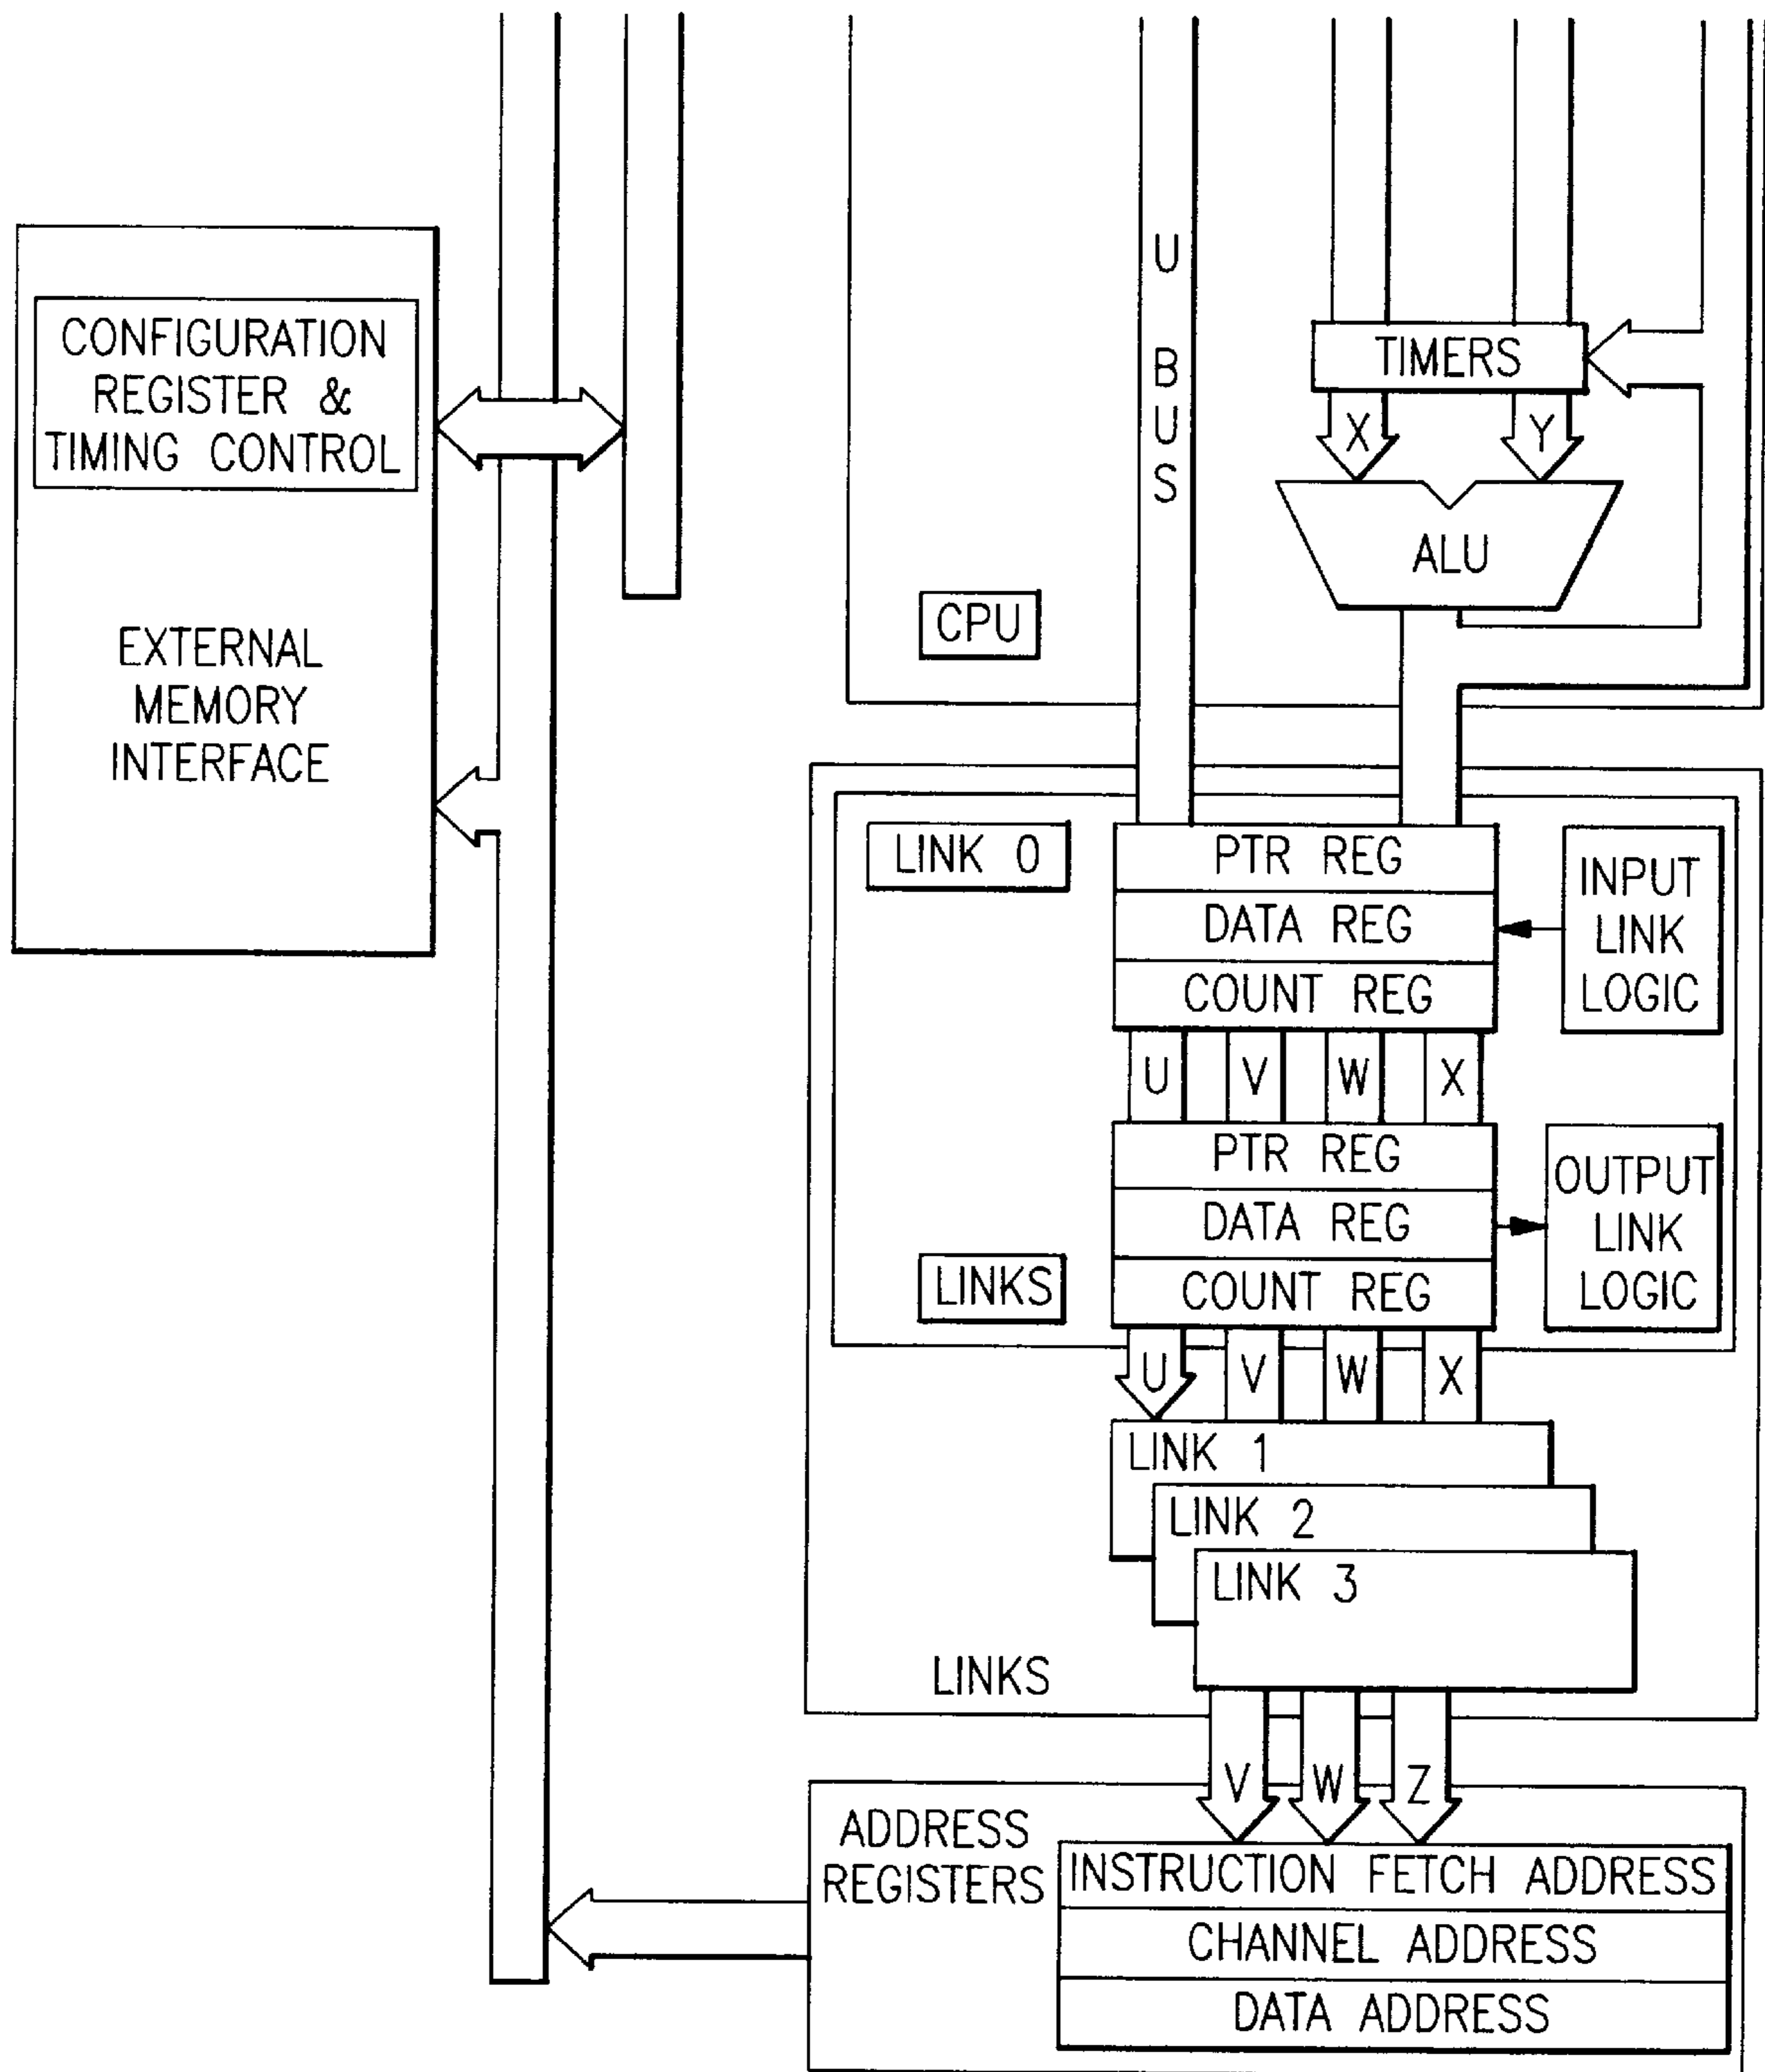 CONFIGURATION
REGISTER &
TIMING CONTROL
EXTERNAL
MEMORY
INTERFACE
U BUS
TIMERS
X Y
ALU
CPU
LINK 0
PTR REG
DATA REG
COUNT REG
INPUT
LINK
LOGIC
U V W X
PTR REG
DATA REG
COUNT REG
OUTPUT
LINK
LOGIC
LINKS
U V W X
LINK 1
LINK 2
LINK 3
LINKS
V W Z
ADDRESS
REGISTERS
INSTRUCTION FETCH ADDRESS
CHANNEL ADDRESS
DATA ADDRESS